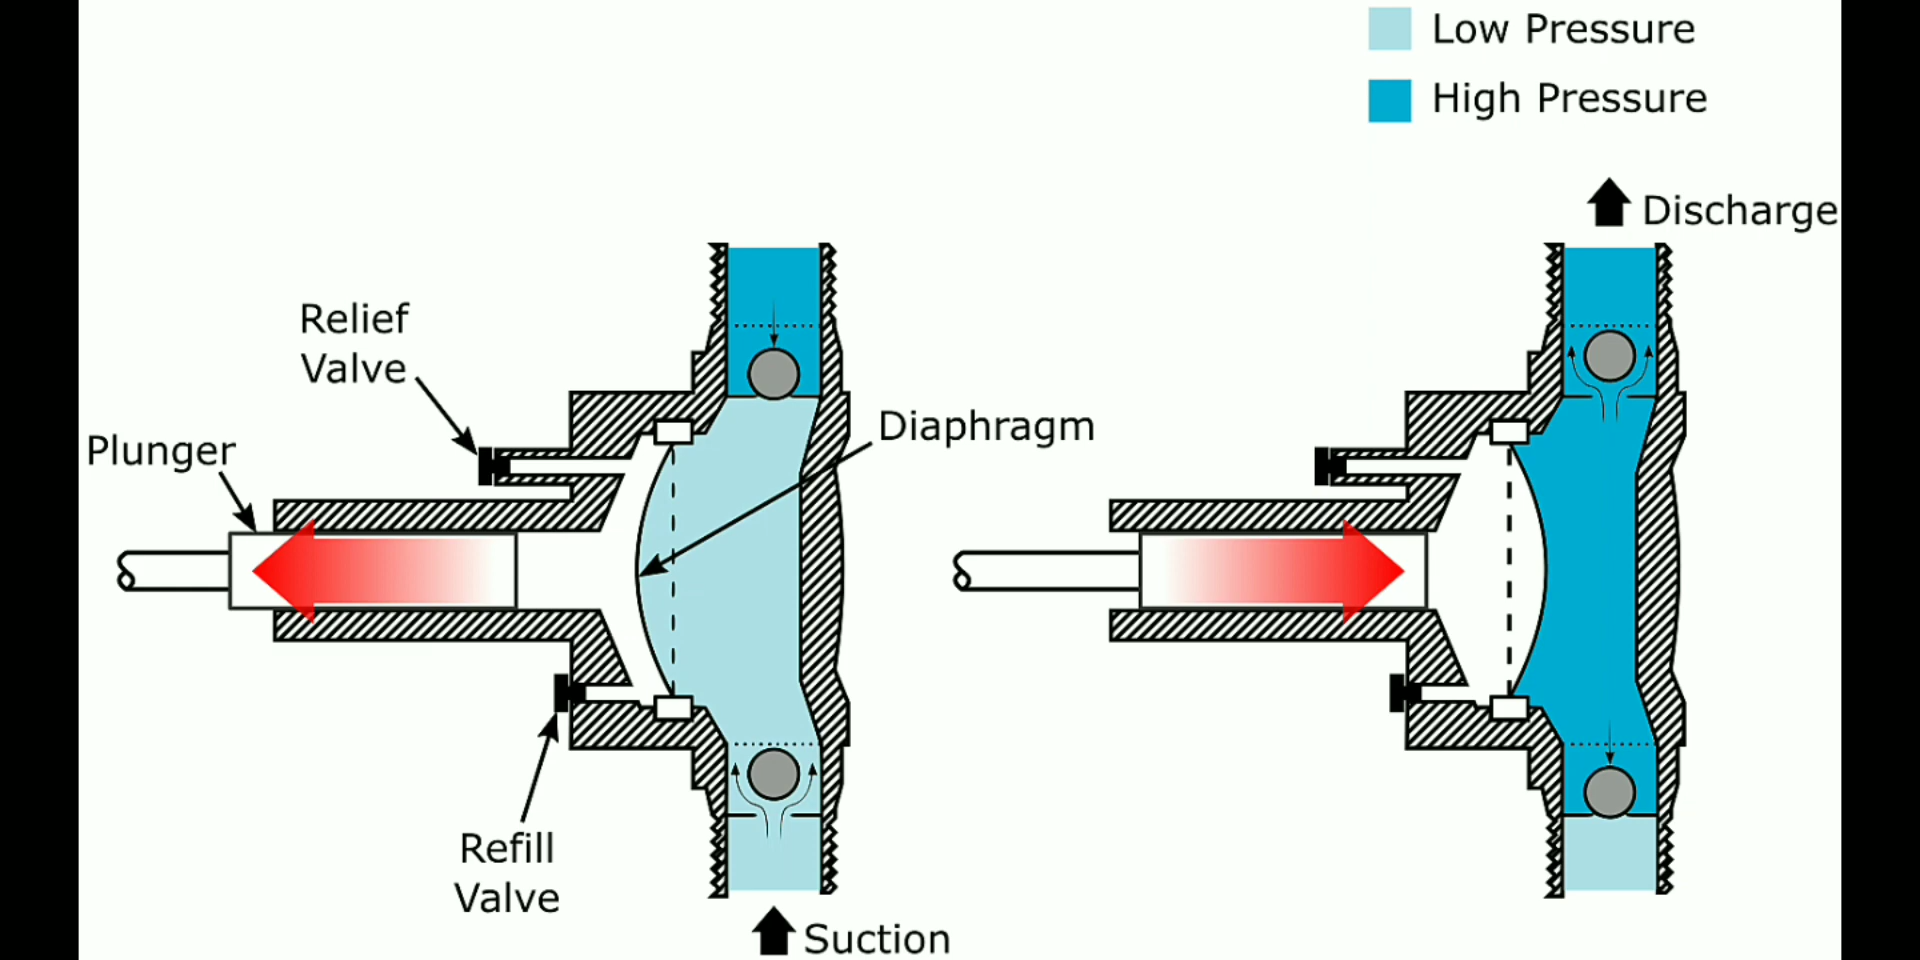 Low Pressure
High Pressure
Discharge
Relief
Valve
Plunger
Diaphragm
Refill
Valve
Suction